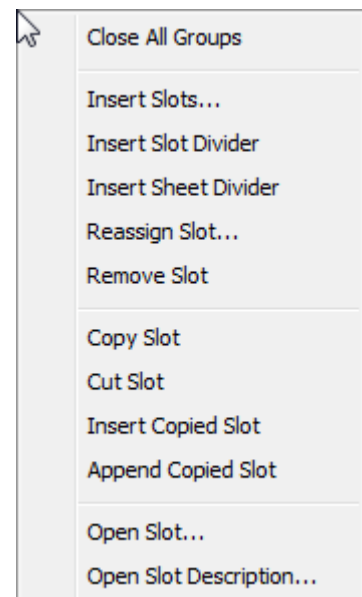 Close All Groups
Insert Slots...
Insert Slot Divider
Insert Sheet Divider
Reassign Slot...
Remove Slot
Copy Slot
Cut Slot
Insert Copied Slot
Append Copied Slot
Open Slot...
Open Slot Description...